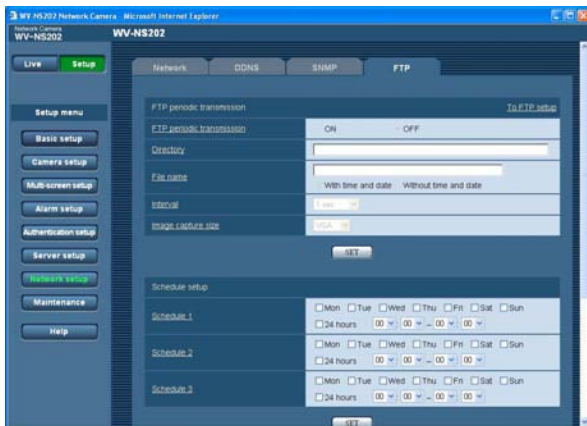 WV-NS202 Network Camera - Microsoft Internet Explorer
Network Camera
WV-NS202
WV-NS202
Live
Setup
Network
DDNS
SNMP
FTP
Setup menu
Basic setup
Camera setup
Multi-screen setup
Alarm setup
Authentication setup
Server setup
Network setup
Maintenance
Help
FTP periodic transmission
To FTP setup
FTP periodic transmission
ON
OFF
Directory
File name
With time and date
Without time and date
Interval
1 sec
Image capture size
VGA
SET
Schedule setup
Schedule 1
Mon Tue Wed Thu Fri Sat Sun
24 hours 00 : 00 - 00 : 00
Schedule 2
Mon Tue Wed Thu Fri Sat Sun
24 hours 00 : 00 - 00 : 00
Schedule 3
Mon Tue Wed Thu Fri Sat Sun
24 hours 00 : 00 - 00 : 00
SET